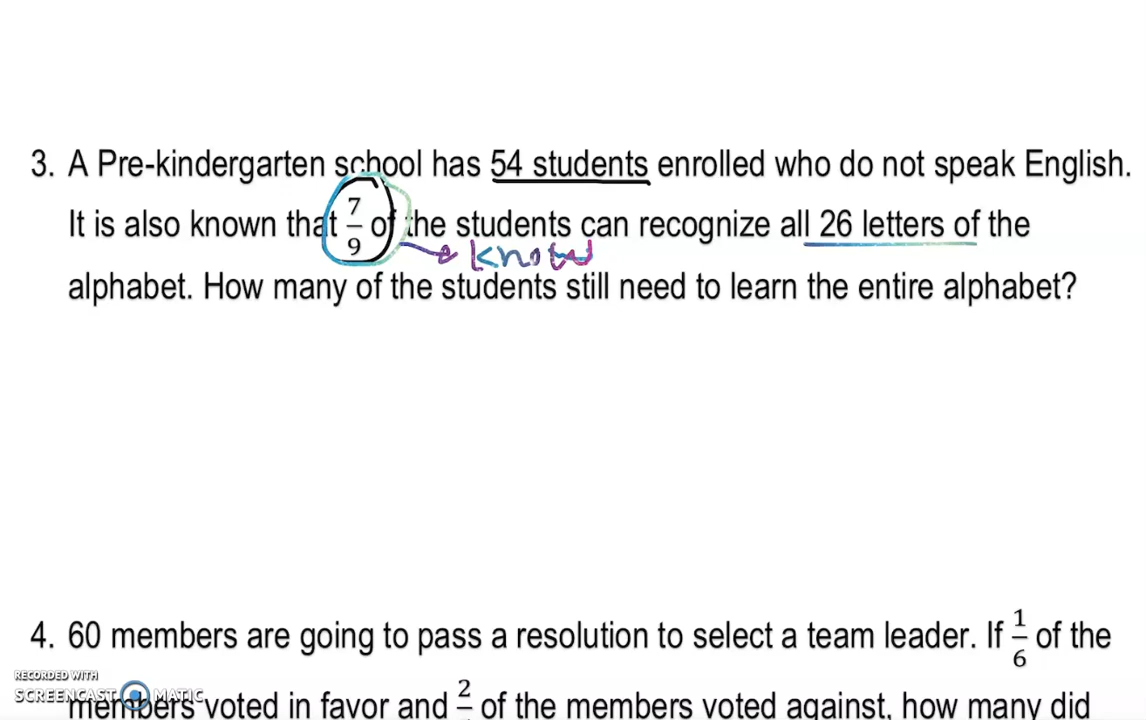 3. A Pre-kindergarten school has 54 students enrolled who do not speak English.
It is also known that 7/9 of the students can recognize all 26 letters of the
know
alphabet. How many of the students still need to learn the entire alphabet?
4. 60 members are going to pass a resolution to select a team leader. If 1/6 of the
RECORDED WITH
SCREENCAST MATIC
members voted in favor and 2/ of the members voted against, how many did